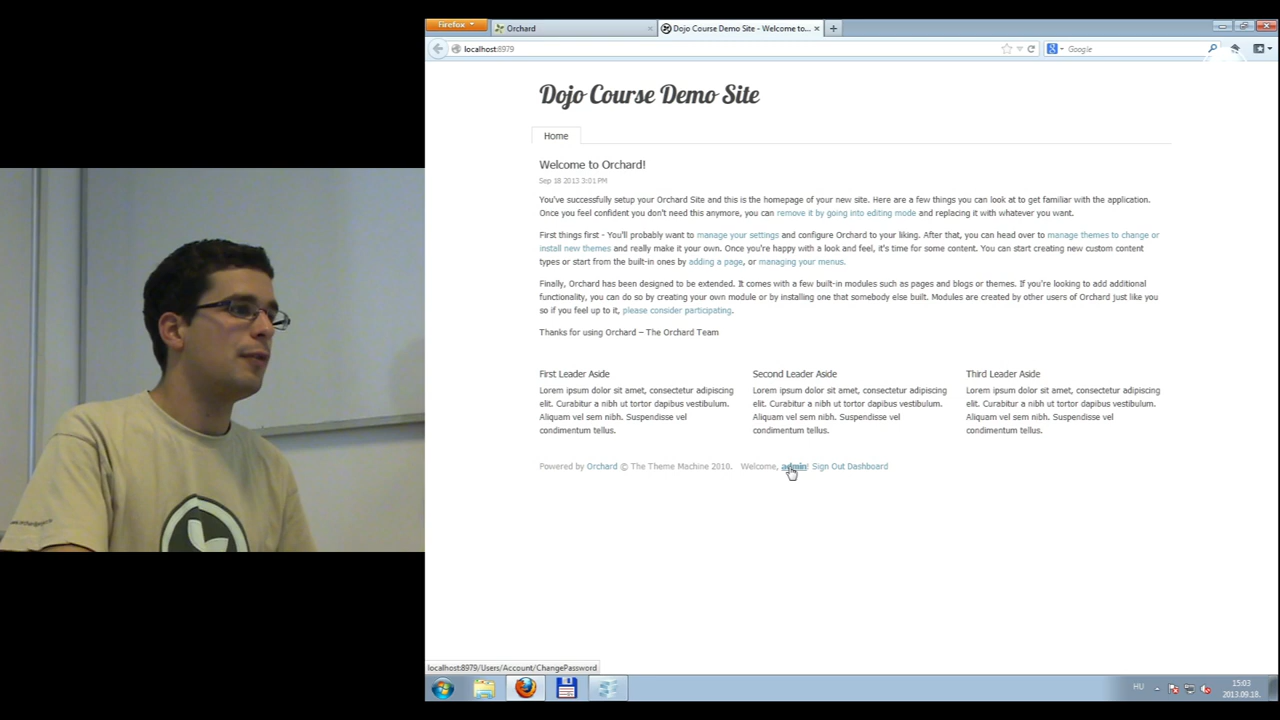 Firefox
Orchard
Dojo Course Demo Site - Welcome to...
localhost:8979
Google
Dojo Course Demo Site
Home
Welcome to Orchard!
Sep 18 2013 3:01 PM
You've successfully setup your Orchard Site and this is the homepage of your new site. Here are a few things you can look at to get familiar with the application.
Once you feel confident you don't need this anymore, you can remove it by going into editing mode and replacing it with whatever you want.
First things first - You'll probably want to manage your settings and configure Orchard to your liking. After that, you can head over to manage themes to change or
install new themes and really make it your own. Once you're happy with a look and feel, it's time for some content. You can start creating new custom content
types or start from the built-in ones by adding a page, or managing your menus.
Finally, Orchard has been designed to be extended. It comes with a few built-in modules such as pages and blogs or themes. If you're looking to add additional
functionality, you can do so by creating your own module or by installing one that somebody else built. Modules are created by other users of Orchard just like you
so if you feel up to it, please consider participating.
Thanks for using Orchard – The Orchard Team
First Leader Aside
Lorem ipsum dolor sit amet, consectetur adipiscing
elit. Curabitur a nibh ut tortor dapibus vestibulum.
Aliquam vel sem nibh. Suspendisse vel
condimentum tellus.
Second Leader Aside
Lorem ipsum dolor sit amet, consectetur adipiscing
elit. Curabitur a nibh ut tortor dapibus vestibulum.
Aliquam vel sem nibh. Suspendisse vel
condimentum tellus.
Third Leader Aside
Lorem ipsum dolor sit amet, consectetur adipiscing
elit. Curabitur a nibh ut tortor dapibus vestibulum.
Aliquam vel sem nibh. Suspendisse vel
condimentum tellus.
Powered by Orchard © The Theme Machine 2010. Welcome, admin! Sign Out Dashboard
localhost:8979/Users/Account/ChangePassword
HU
15:03
2013.09.18.